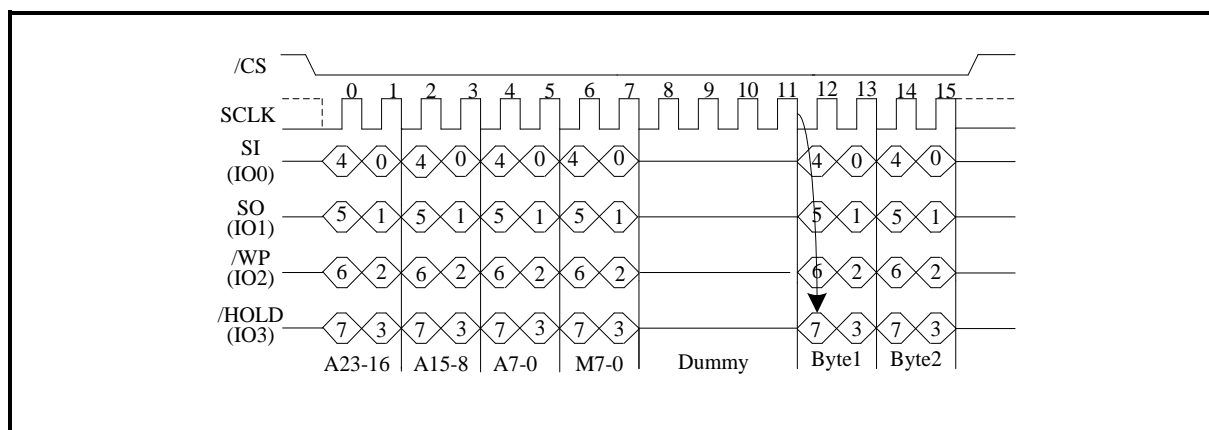 /CS
0 1 2 3 4 5 6 7 8 9 10 11 12 13 14 15
SCLK
SI
(IO0)
4 0 4 0 4 0 4 0 4 0 4 0
SO
(IO1)
5 1 5 1 5 1 5 1 5 1 5 1
/WP
(IO2)
6 2 6 2 6 2 6 2 6 2 6 2
/HOLD
(IO3)
7 3 7 3 7 3 7 3 7 3 7 3
A23-16 A15-8 A7-0 M7-0 Dummy Byte1 Byte2